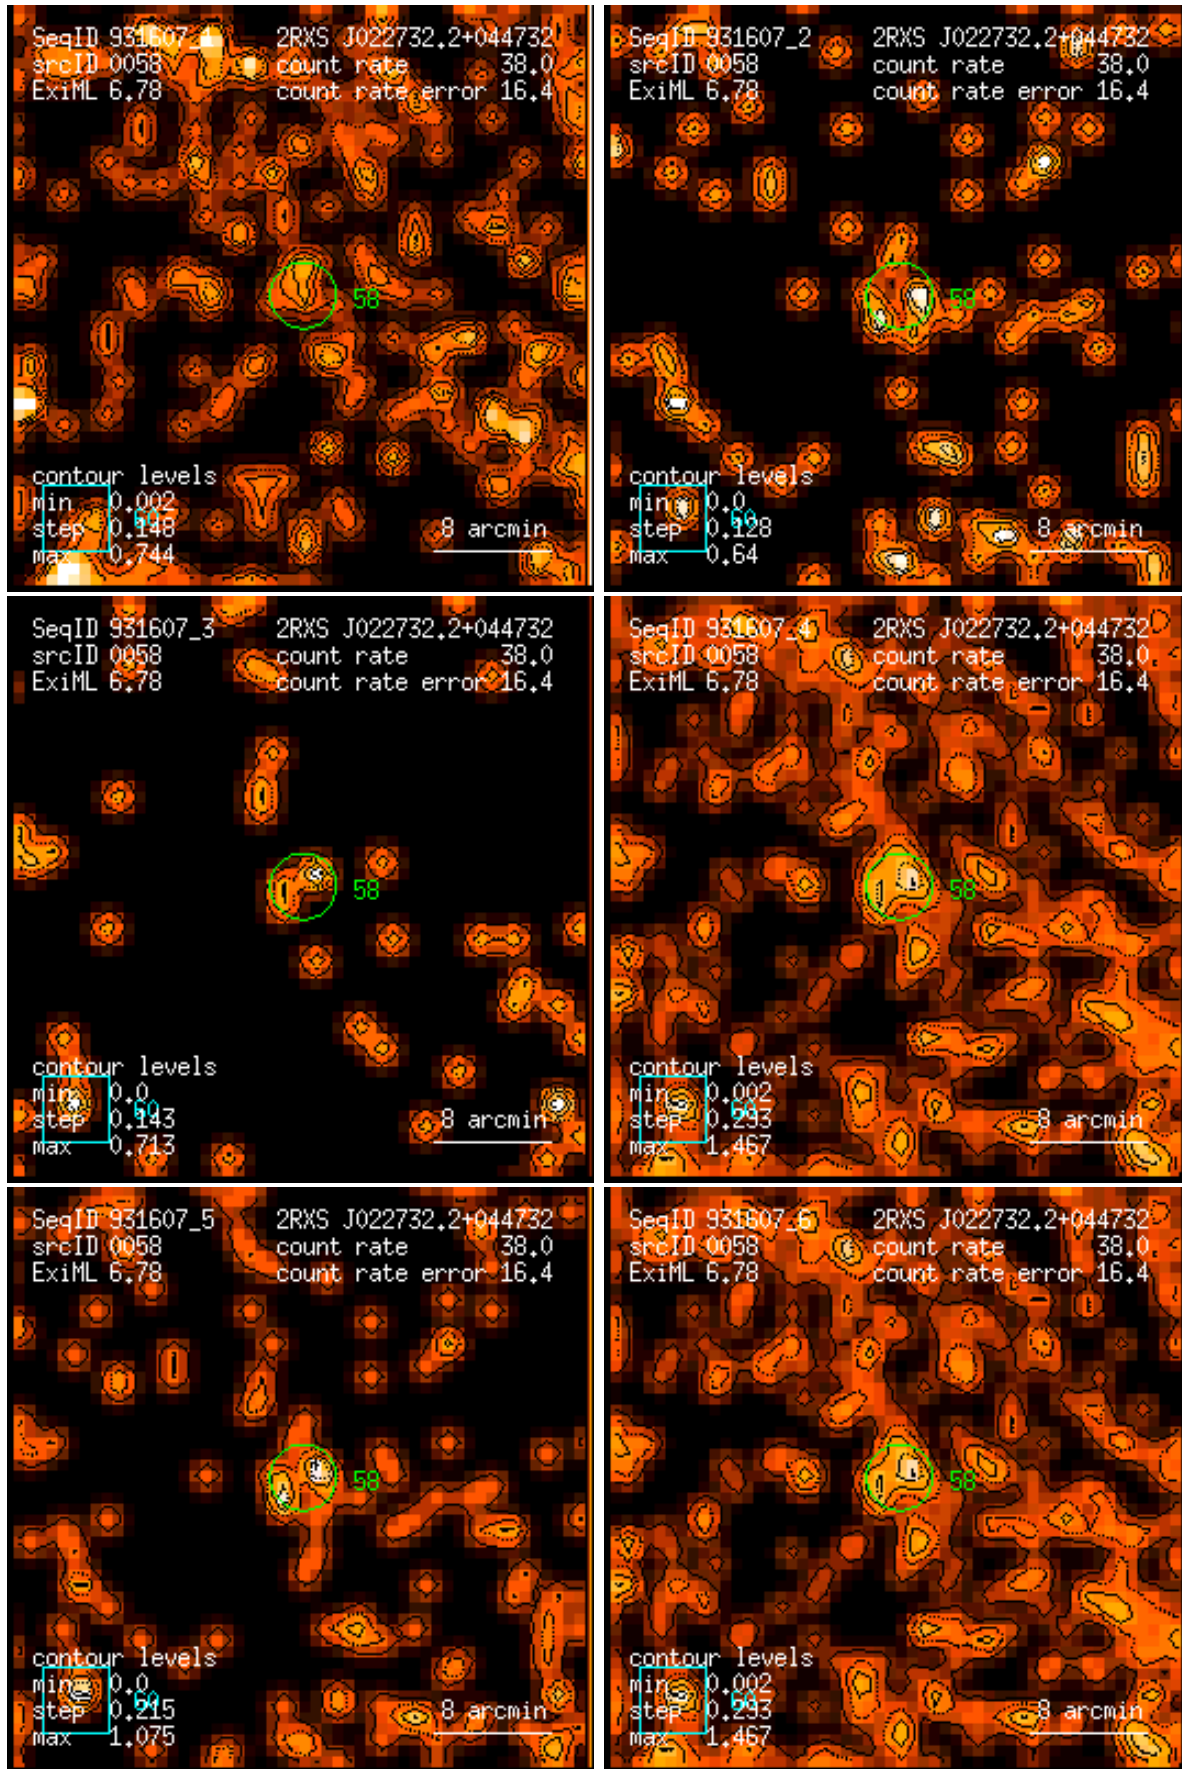 SeqID 931607_1 2RXS J022732.2+044732
srcID 0058 count rate 38.0
ExiML 6.78 count rate error 16.4
58
contour levels
min 0.002
60
step 0.148 8 arcmin
max 0.744
SeqID 931607_2 2RXS J022732.2+044732
srcID 0058 count rate 38.0
ExiML 6.78 count rate error 16.4
58
contour levels
min 0.0
60
step 0.128 8 arcmin
max 0.64
SeqID 931607_3 2RXS J022732.2+044732
srcID 0058 count rate 38.0
ExiML 6.78 count rate error 16.4
58
contour levels
min 0.0
60
step 0.143 8 arcmin
max 0.713
SeqID 931607_4 2RXS J022732.2+044732
srcID 0058 count rate 38.0
ExiML 6.78 count rate error 16.4
58
contour levels
min 0.002
60
step 0.293 8 arcmin
max 1.467
SeqID 931607_5 2RXS J022732.2+044732
srcID 0058 count rate 38.0
ExiML 6.78 count rate error 16.4
58
contour levels
min 0.0
60
step 0.215 8 arcmin
max 1.075
SeqID 931607_6 2RXS J022732.2+044732
srcID 0058 count rate 38.0
ExiML 6.78 count rate error 16.4
58
contour levels
min 0.002
60
step 0.293 8 arcmin
max 1.467